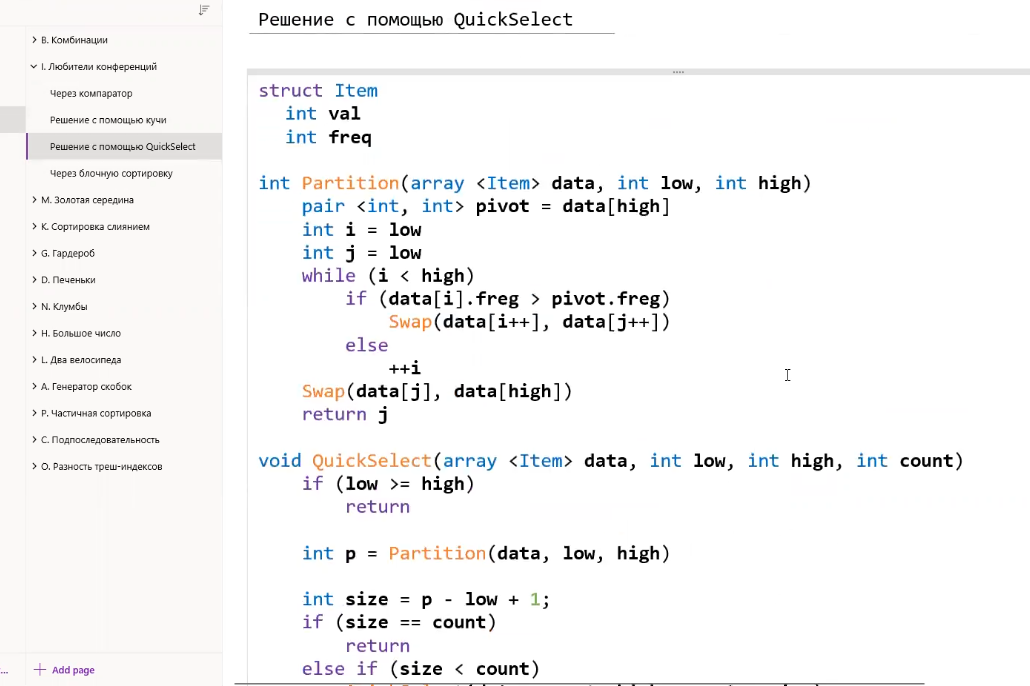 B. Комбинации
I. Любители конференций
Через компаратор
Решение с помощью кучи
Решение с помощью QuickSelect
Через блочную сортировку
M. Золотая середина
K. Сортировка слиянием
G. Гардероб
D. Печеньки
N. Клумбы
H. Большое число
L. Два велосипеда
A. Генератор скобок
P. Частичная сортировка
C. Подпоследовательность
O. Разность треш-индексов
Add page
Решение с помощью QuickSelect
struct Item
int val
int freq
int Partition(array <Item> data, int low, int high)
pair <int, int> pivot = data[high]
int i = low
int j = low
while (i < high)
if (data[i].freg > pivot.freg)
Swap(data[i++], data[j++])
else
++i
Swap(data[j], data[high])
return j
void QuickSelect(array <Item> data, int low, int high, int count)
if (low >= high)
return
int p = Partition(data, low, high)
int size = p - low + 1;
if (size == count)
return
else if (size < count)